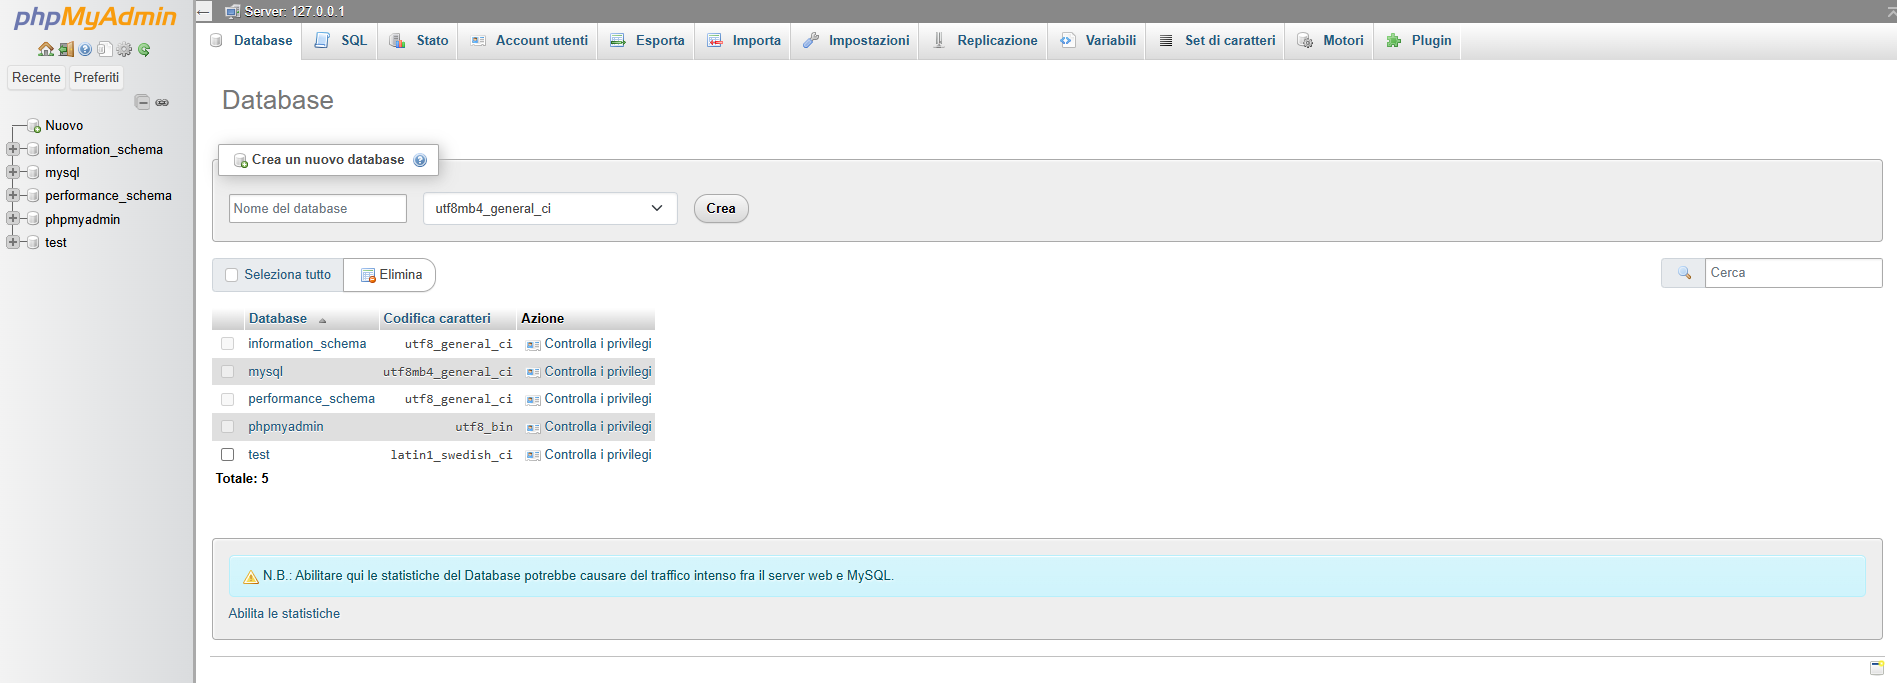 phpMyAdmin
Recente Preferiti
Nuovo
information_schema
mysql
performance_schema
phpmyadmin
test
Server: 127.0.0.1
Database SQL Stato Account utenti Esporta Importa Impostazioni Replicazione Variabili Set di caratteri Motori Plugin
Database
Crea un nuovo database
Nome del database utf8mb4_general_ci Crea
Seleziona tutto Elimina Cerca
Database Codifica caratteri Azione
information_schema utf8_general_ci Controlla i privilegi
mysql utf8mb4_general_ci Controlla i privilegi
performance_schema utf8_general_ci Controlla i privilegi
phpmyadmin utf8_bin Controlla i privilegi
test latin1_swedish_ci Controlla i privilegi
Totale: 5
N.B.: Abilitare qui le statistiche del Database potrebbe causare del traffico intenso fra il server web e MySQL.
Abilita le statistiche